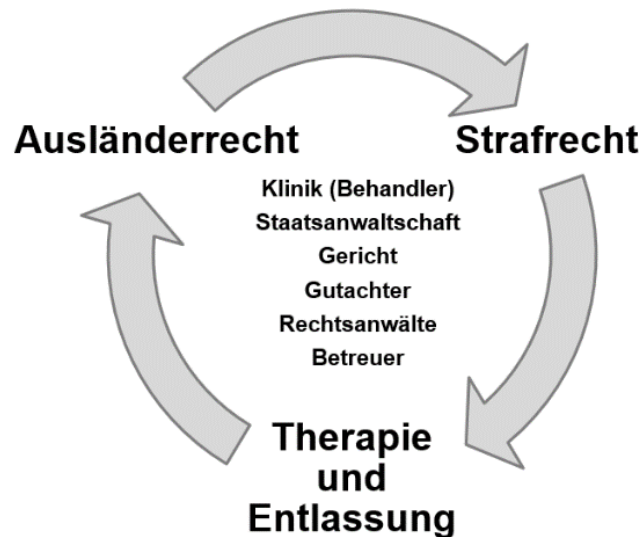 Ausländerrecht
Strafrecht
Klinik (Behandler)
Staatsanwaltschaft
Gericht
Gutachter
Rechtsanwälte
Betreuer
Therapie
und
Entlassung